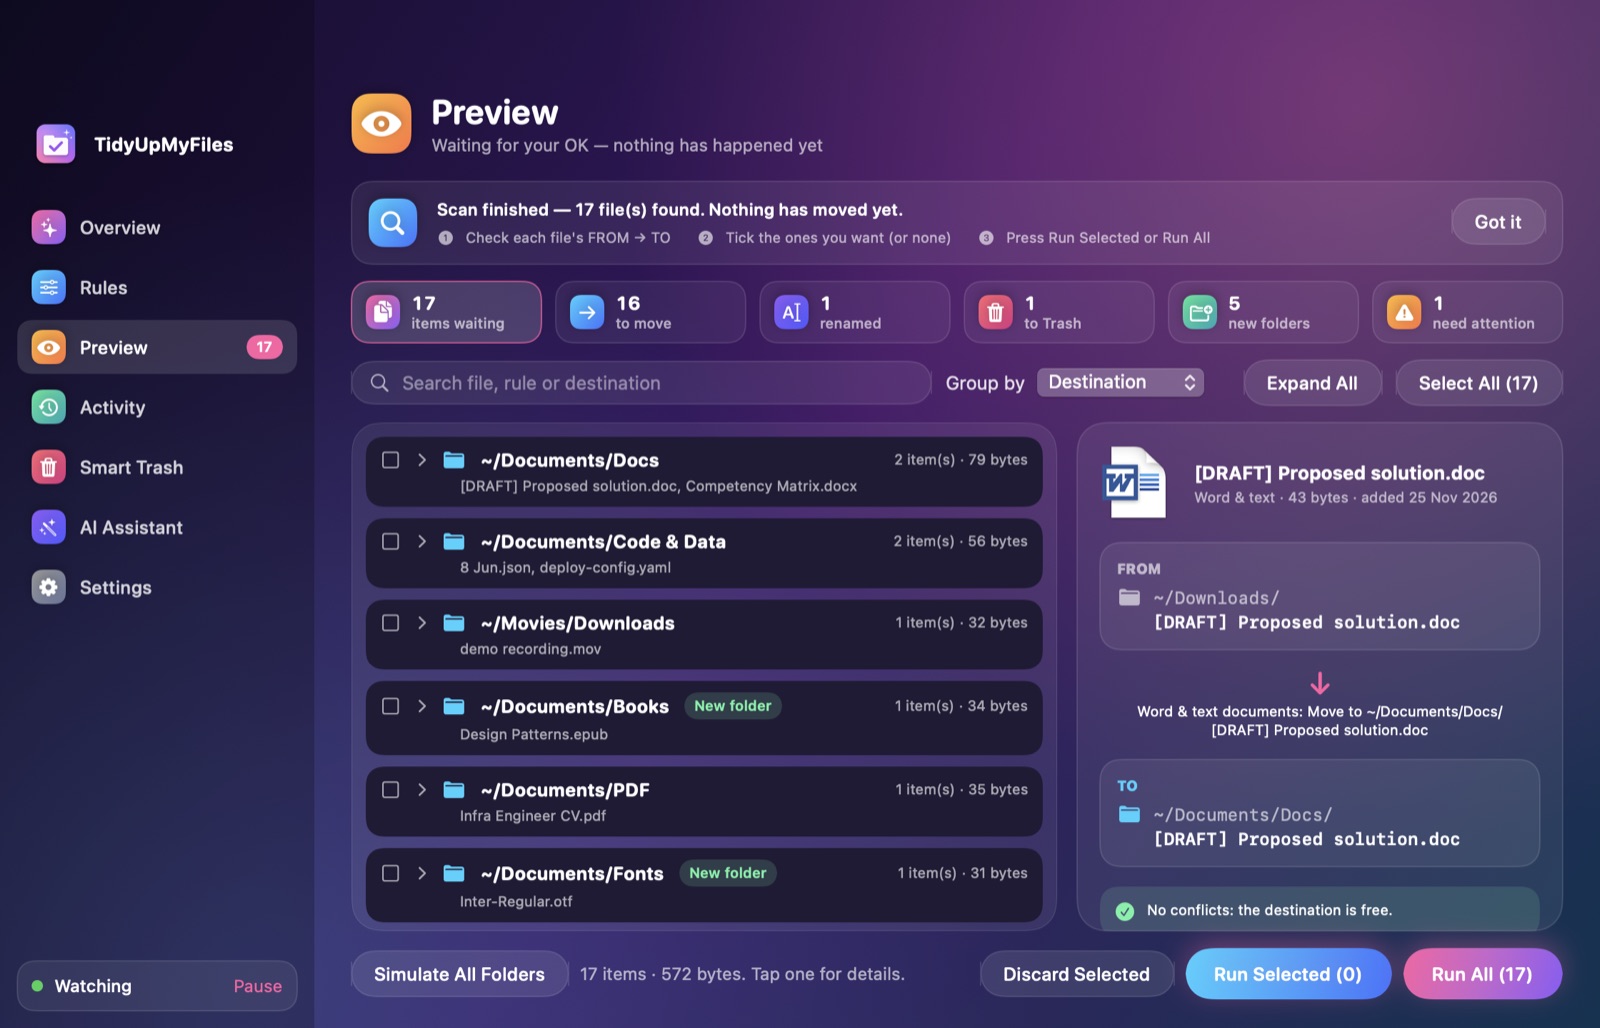 TidyUpMyFiles
Overview
Rules
Preview
17
Activity
Smart Trash
AI Assistant
Settings
Watching
Pause
Preview
Waiting for your OK — nothing has happened yet
Scan finished — 17 file(s) found. Nothing has moved yet.
1 Check each file's FROM → TO 2 Tick the ones you want (or none) 3 Press Run Selected or Run All
Got it
17
items waiting
16
to move
1
renamed
1
to Trash
5
new folders
1
need attention
Search file, rule or destination
Group by
Destination
Expand All
Select All (17)
~/Documents/Docs
2 item(s) · 79 bytes
[DRAFT] Proposed solution.doc, Competency Matrix.docx
~/Documents/Code & Data
2 item(s) · 56 bytes
8 Jun.json, deploy-config.yaml
~/Movies/Downloads
1 item(s) · 32 bytes
demo recording.mov
~/Documents/Books
New folder
1 item(s) · 34 bytes
Design Patterns.epub
~/Documents/PDF
1 item(s) · 35 bytes
Infra Engineer CV.pdf
~/Documents/Fonts
New folder
1 item(s) · 31 bytes
Inter-Regular.otf
W
[DRAFT] Proposed solution.doc
Word & text · 43 bytes · added 25 Nov 2026
FROM
~/Downloads/
[DRAFT] Proposed solution.doc
Word & text documents: Move to ~/Documents/Docs/
[DRAFT] Proposed solution.doc
TO
~/Documents/Docs/
[DRAFT] Proposed solution.doc
No conflicts: the destination is free.
Simulate All Folders
17 items · 572 bytes. Tap one for details.
Discard Selected
Run Selected (0)
Run All (17)